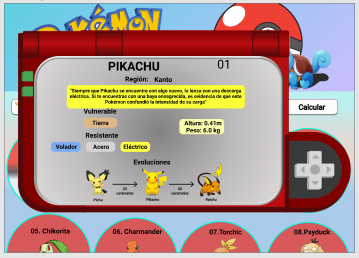 POKÉMON
PIKACHU
01
Región: Kanto
"Siempre que Pikachu se encuentra con algo nuevo, le lanza con una descarga
eléctrica. Si te encuentras con una baya ennegrecida, es evidencia de que este
Pokémon confundió la intensidad de su carga"
Vulnerable
Tierra
Altura: 0.41m
Peso: 6.0 kg
Resistente
Volador
Acero
Eléctrico
Calcular
Evoluciones
25
caramelos
50
caramelos
Pichu
Pikachu
Raichu
05. Chikorita
06. Charmander
07.Torchic
08.Payduck